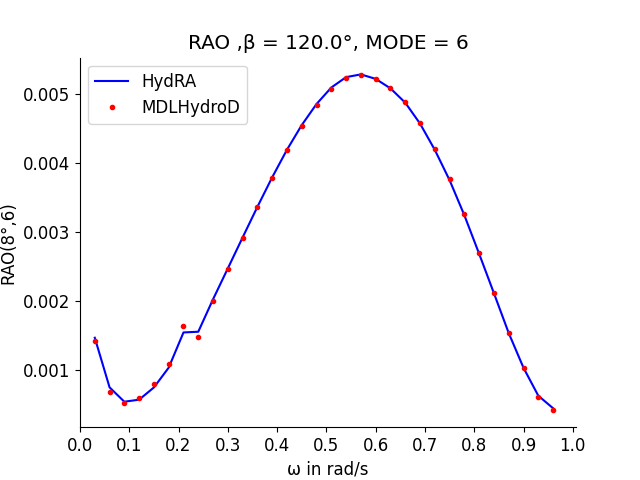 RAO ,β = 120.0°, MODE = 6
HydRA
MDLHydroD
RAO(8°,6)
0.005
0.004
0.003
0.002
0.001
0.0 0.1 0.2 0.3 0.4 0.5 0.6 0.7 0.8 0.9 1.0
ω in rad/s